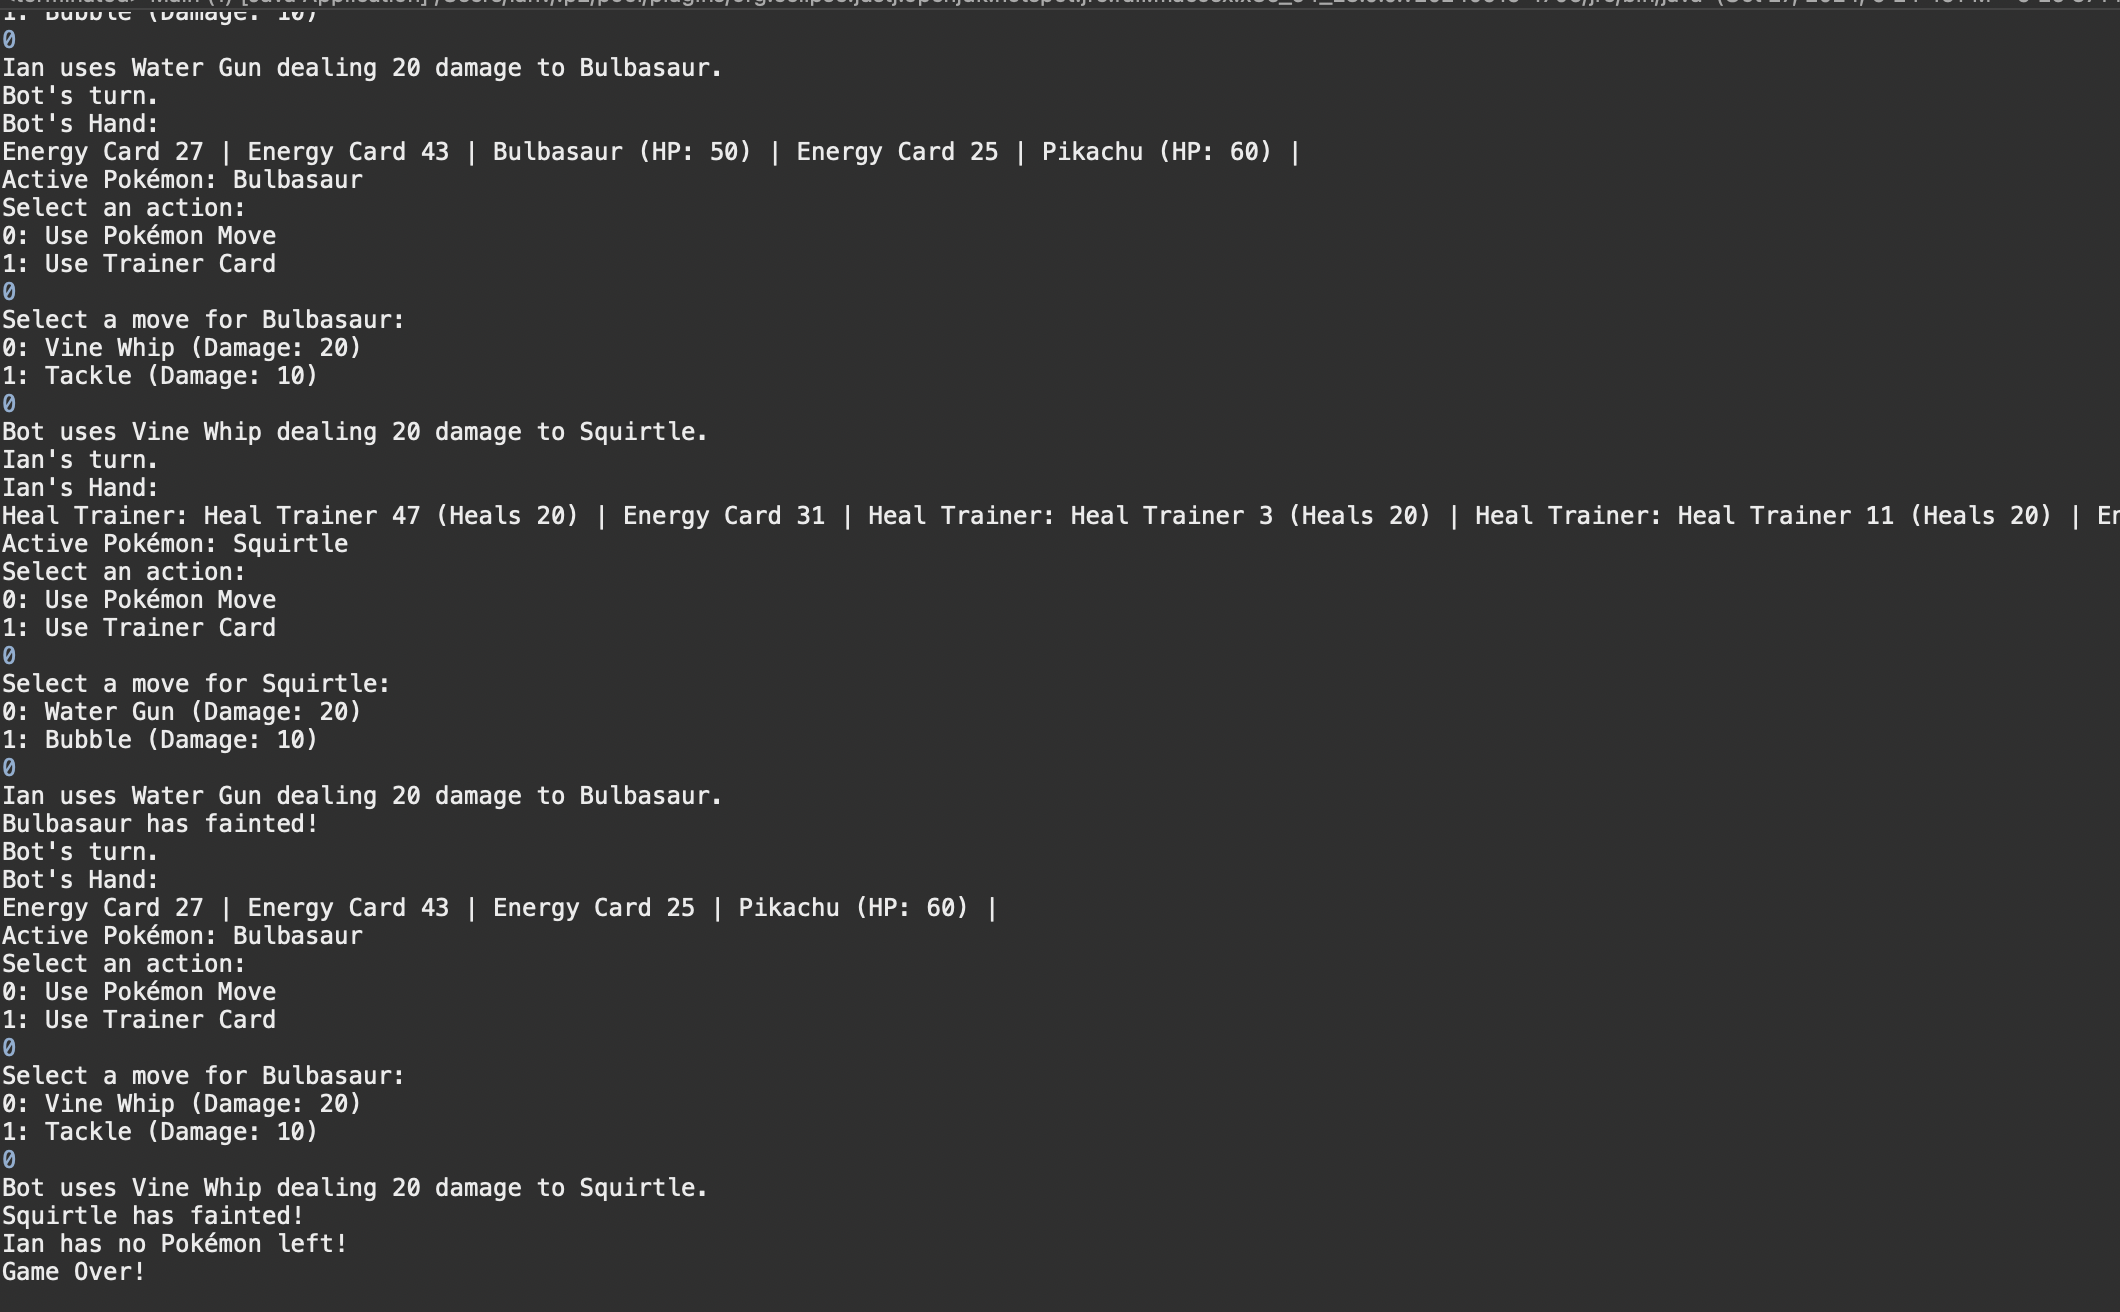 1: Bubble (Damage: 10)
0
Ian uses Water Gun dealing 20 damage to Bulbasaur.
Bot's turn.
Bot's Hand:
Energy Card 27 | Energy Card 43 | Bulbasaur (HP: 50) | Energy Card 25 | Pikachu (HP: 60) |
Active Pokémon: Bulbasaur
Select an action:
0: Use Pokémon Move
1: Use Trainer Card
0
Select a move for Bulbasaur:
0: Vine Whip (Damage: 20)
1: Tackle (Damage: 10)
0
Bot uses Vine Whip dealing 20 damage to Squirtle.
Ian's turn.
Ian's Hand:
Heal Trainer: Heal Trainer 47 (Heals 20) | Energy Card 31 | Heal Trainer: Heal Trainer 3 (Heals 20) | Heal Trainer: Heal Trainer 11 (Heals 20) |
Active Pokémon: Squirtle
Select an action:
0: Use Pokémon Move
1: Use Trainer Card
0
Select a move for Squirtle:
0: Water Gun (Damage: 20)
1: Bubble (Damage: 10)
0
Ian uses Water Gun dealing 20 damage to Bulbasaur.
Bulbasaur has fainted!
Bot's turn.
Bot's Hand:
Energy Card 27 | Energy Card 43 | Energy Card 25 | Pikachu (HP: 60) |
Active Pokémon: Bulbasaur
Select an action:
0: Use Pokémon Move
1: Use Trainer Card
0
Select a move for Bulbasaur:
0: Vine Whip (Damage: 20)
1: Tackle (Damage: 10)
0
Bot uses Vine Whip dealing 20 damage to Squirtle.
Squirtle has fainted!
Ian has no Pokémon left!
Game Over!